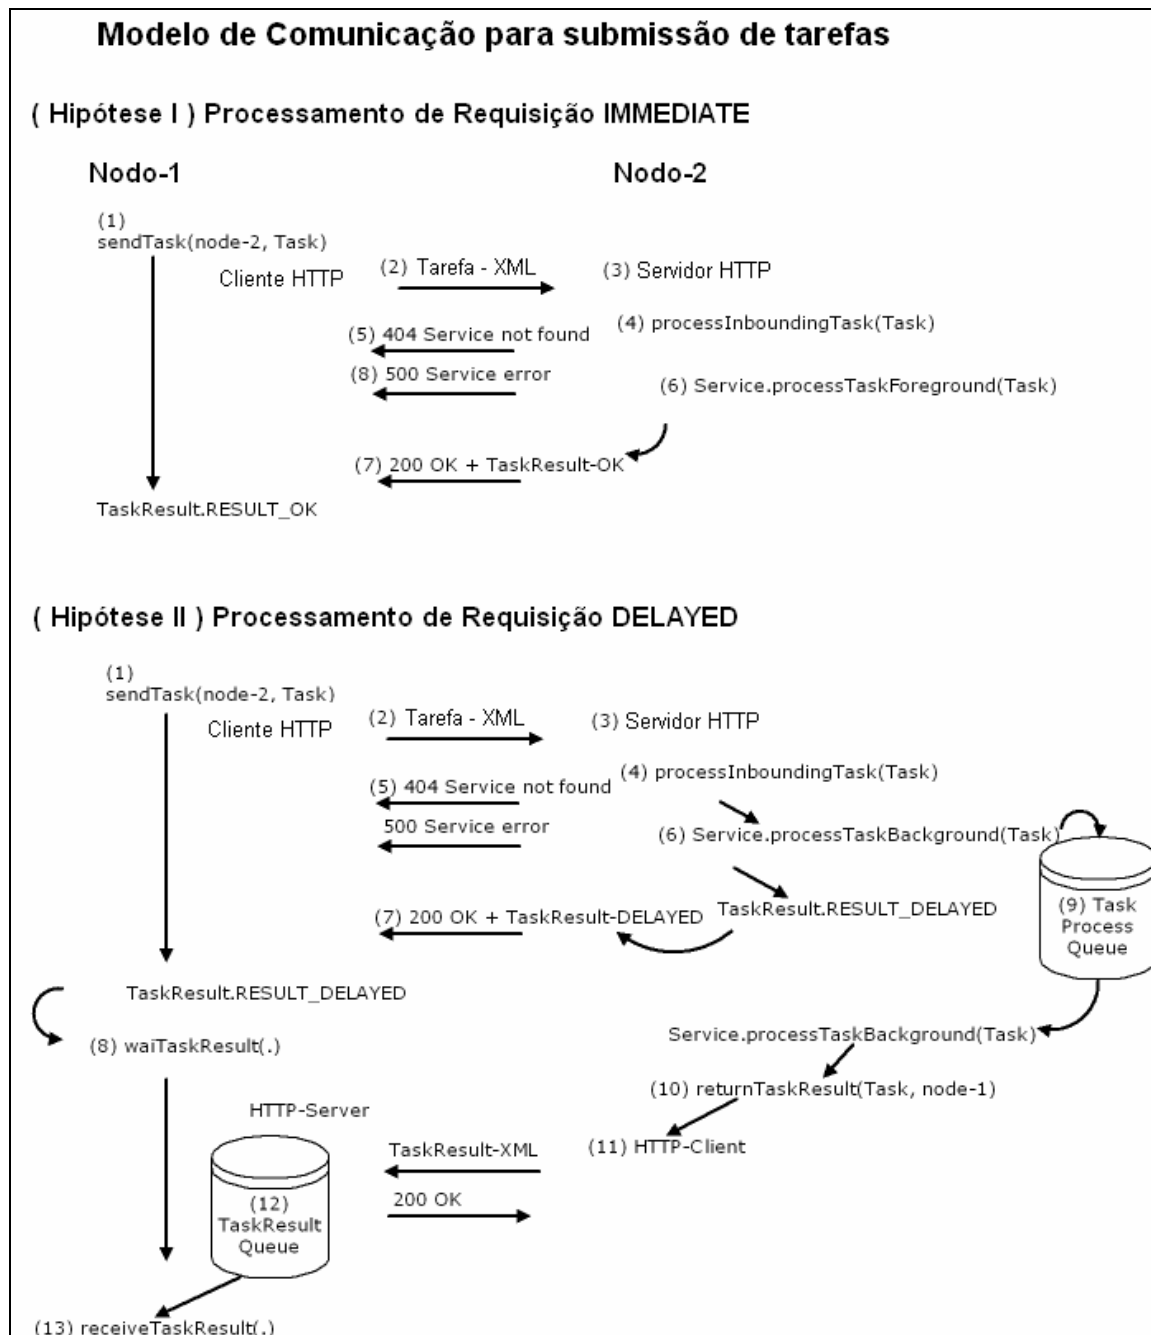 Modelo de Comunicação para submissão de tarefas
( Hipótese I ) Processamento de Requisição IMMEDIATE
Nodo-1
Nodo-2
(1)
sendTask(node-2, Task)
Cliente HTTP
(2) Tarefa - XML
(3) Servidor HTTP
(4) processInboundingTask(Task)
(5) 404 Service not found
(8) 500 Service error
(6) Service.processTaskForeground(Task)
(7) 200 OK + TaskResult-OK
TaskResult.RESULT_OK
( Hipótese II ) Processamento de Requisição DELAYED
(1)
sendTask(node-2, Task)
Cliente HTTP
(2) Tarefa - XML
(3) Servidor HTTP
(4) processInboundingTask(Task)
(5) 404 Service not found
500 Service error
(6) Service.processTaskBackground(Task)
(7) 200 OK + TaskResult-DELAYED
TaskResult.RESULT_DELAYED
(9) Task
Process
Queue
TaskResult.RESULT_DELAYED
(8) waiTaskResult(.)
Service.processTaskBackground(Task)
(10) returnTaskResult(Task, node-1)
HTTP-Server
(11) HTTP-Client
TaskResult-XML
200 OK
(12)
TaskResult
Queue
(13) receiveTaskResult(.)